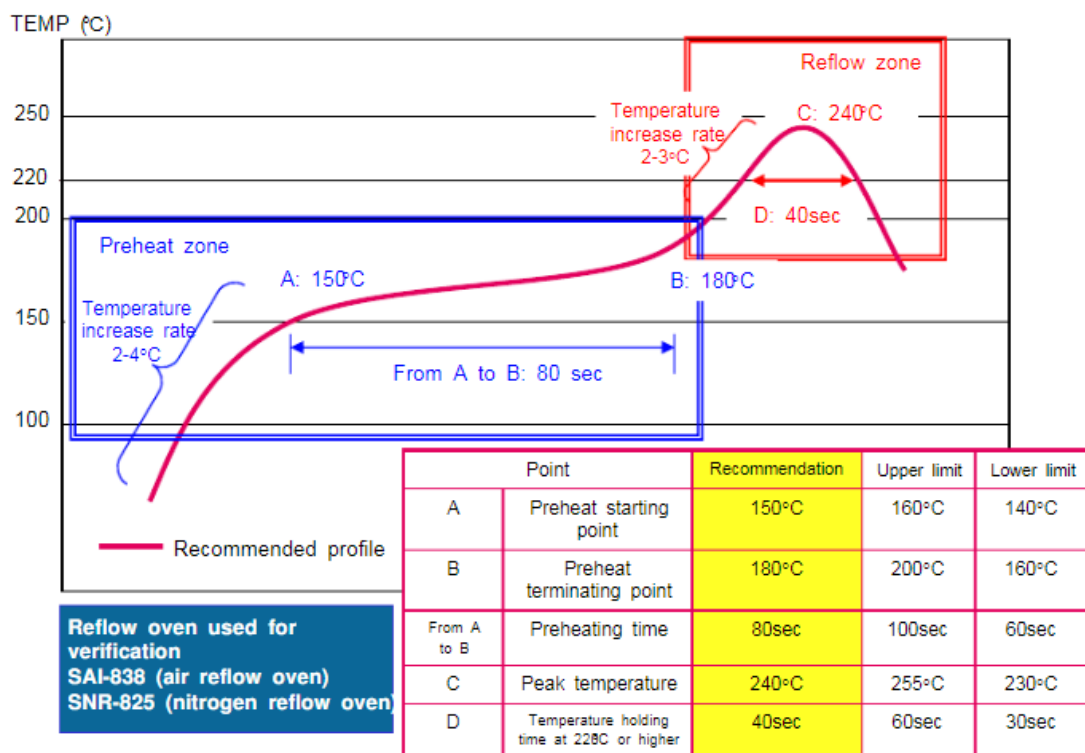 TEMP (℃)
250
220
200
150
100
Reflow zone
Temperature
increase rate
2-3°C
C: 240°C
D: 40sec
Preheat zone
A: 150°C
B: 180°C
Temperature
increase rate
2-4°C
From A to B: 80 sec
Recommended profile
Reflow oven used for
verification
SAI-838 (air reflow oven)
SNR-825 (nitrogen reflow oven)
Point Recommendation Upper limit Lower limit
A Preheat starting point 150°C 160°C 140°C
B Preheat terminating point 180°C 200°C 160°C
From A to B Preheating time 80sec 100sec 60sec
C Peak temperature 240°C 255°C 230°C
D Temperature holding time at or higher 40sec 60sec 30sec